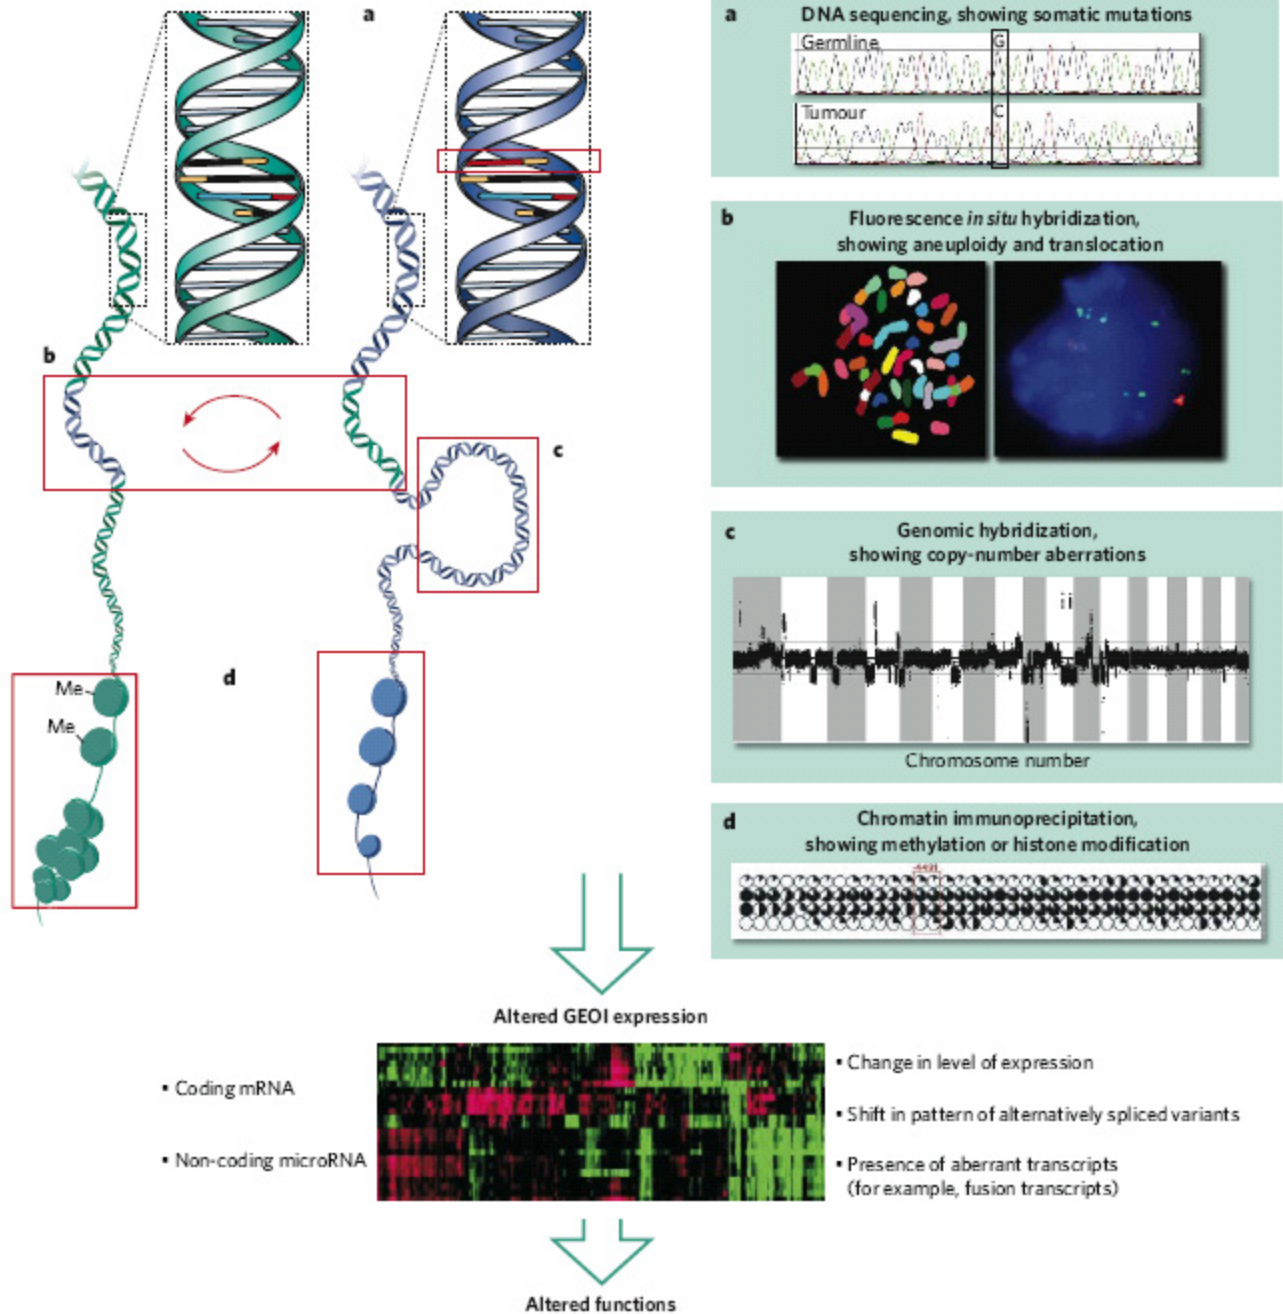 a
b
c
d
Me
Me
a
DNA sequencing, showing somatic mutations
Germline
G
Tumour
C
b
Fluorescence in situ hybridization,
showing aneuploidy and translocation
c
Genomic hybridization,
showing copy-number aberrations
Chromosome number
d
Chromatin immunoprecipitation,
showing methylation or histone modification
Altered GEOI expression
▪ Coding mRNA
▪ Non-coding microRNA
▪ Change in level of expression
▪ Shift in pattern of alternatively spliced variants
▪ Presence of aberrant transcripts
(for example, fusion transcripts)
Altered functions